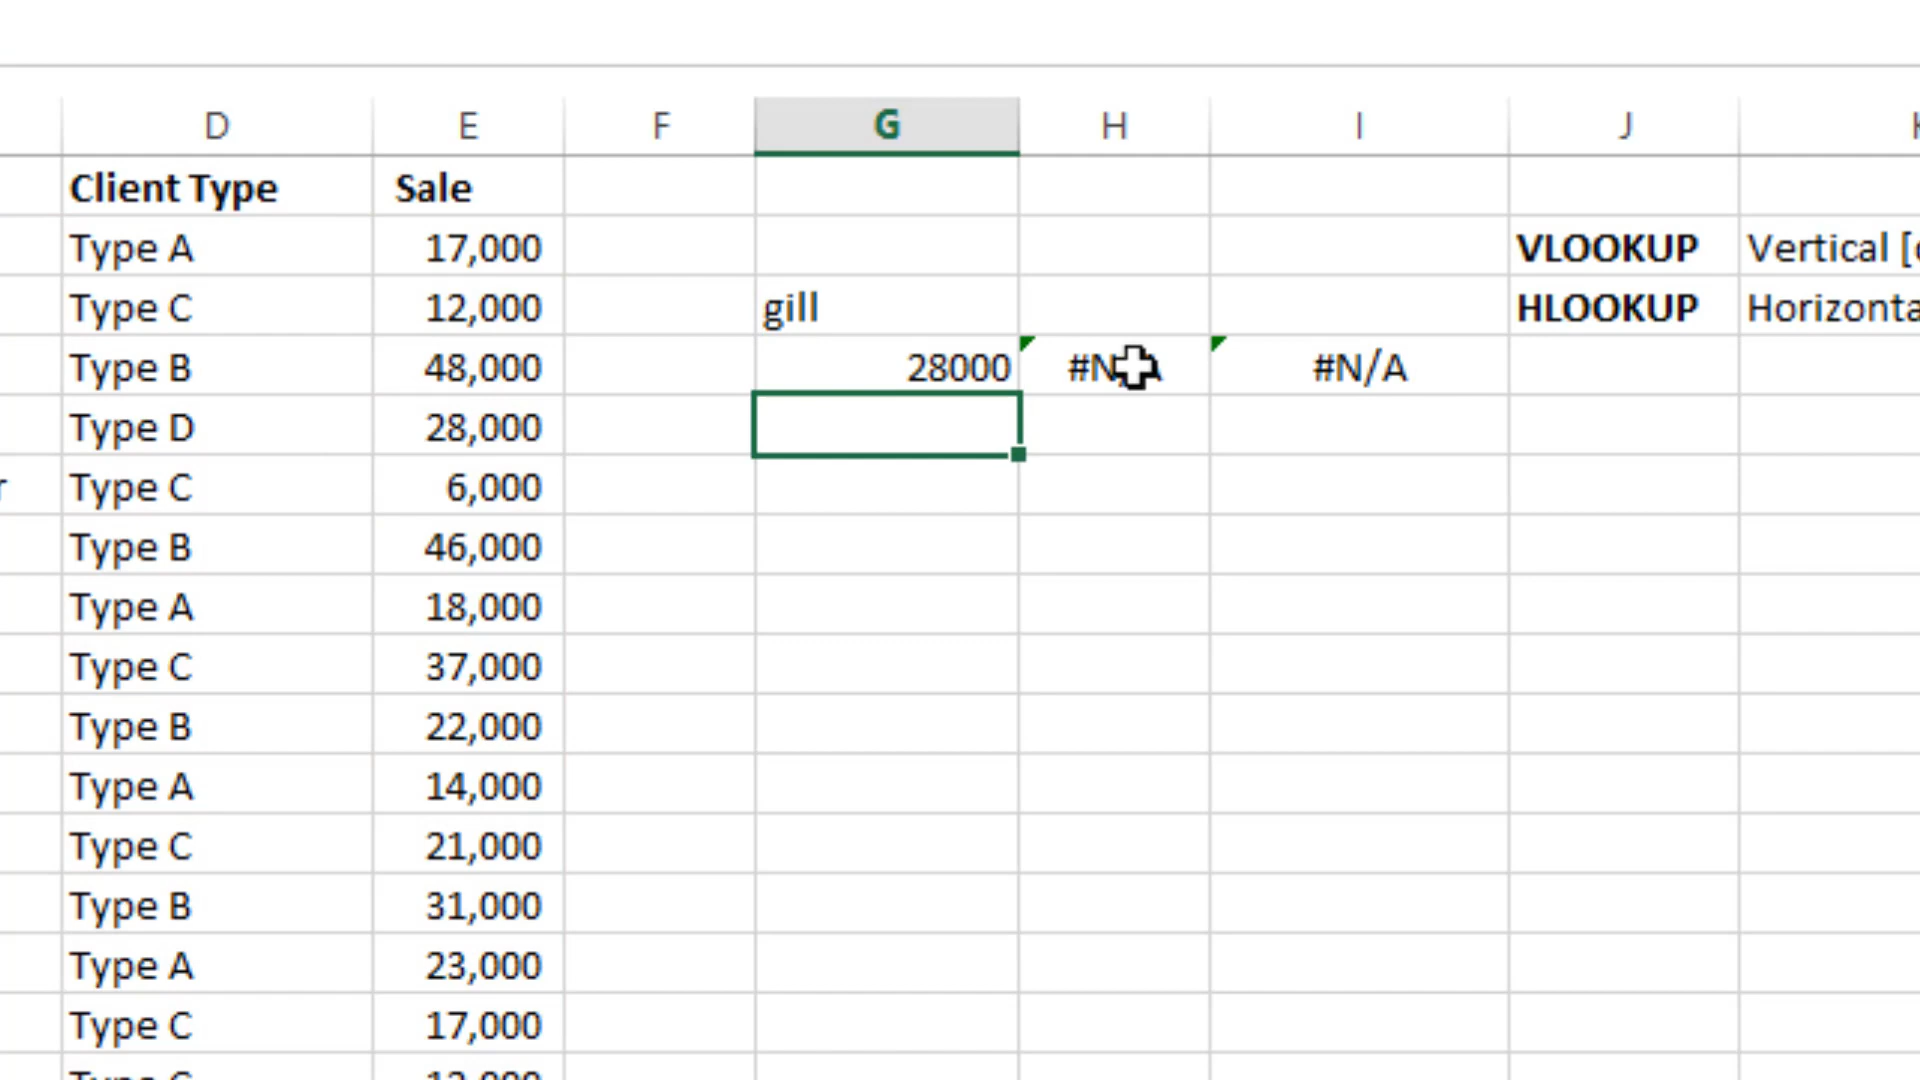 D E F G H I J
Client Type Sale
Type A 17,000 VLOOKUP Vertical
Type C 12,000 gill HLOOKUP
Type B 48,000 28000 #N/A #N/A
Type D 28,000
Type C 6,000
Type B 46,000
Type A 18,000
Type C 37,000
Type B 22,000
Type A 14,000
Type C 21,000
Type B 31,000
Type A 23,000
Type C 17,000